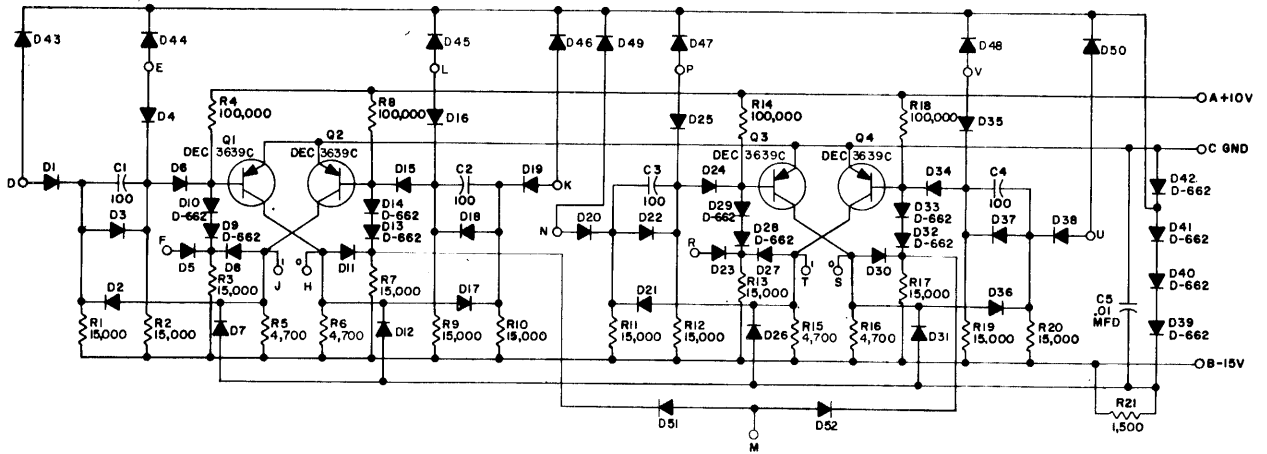 D43
D44
D45
D46
D49
D47
D48
D50
E
L
P
V
R4
100,000
R8
100,000
R14
100,000
R18
100,000
A+10V
D4
D16
D25
D35
Q1
DEC 3639C
Q2
DEC 3639C
Q3
DEC 3639C
Q4
DEC 3639C
C GND
D
D1
C1
100
D6
D15
C2
100
D19
K
C3
100
D24
D34
C4
100
D42
D-662
D3
D10
D-662
D14
D-662
D18
D29
D-662
D33
D-662
D37
D38
U
D9
D-662
D13
D-662
N
D20
D22
D28
D-662
D32
D-662
D41
D-662
F
D5
D8
I
J
O
H
D11
R
D23
D27
I
T
O
S
D30
D40
D-662
D2
R3
15,000
R7
15,000
D17
D21
R13
15,000
R17
15,000
D36
C5
.01
MFD
R1
15,000
R2
15,000
D7
R5
4,700
R6
4,700
D12
R9
15,000
R10
15,000
R11
15,000
R12
15,000
D26
R15
4,700
R16
4,700
D31
R19
15,000
R20
15,000
D39
D-662
B-15V
D51
D52
M
R21
1,500